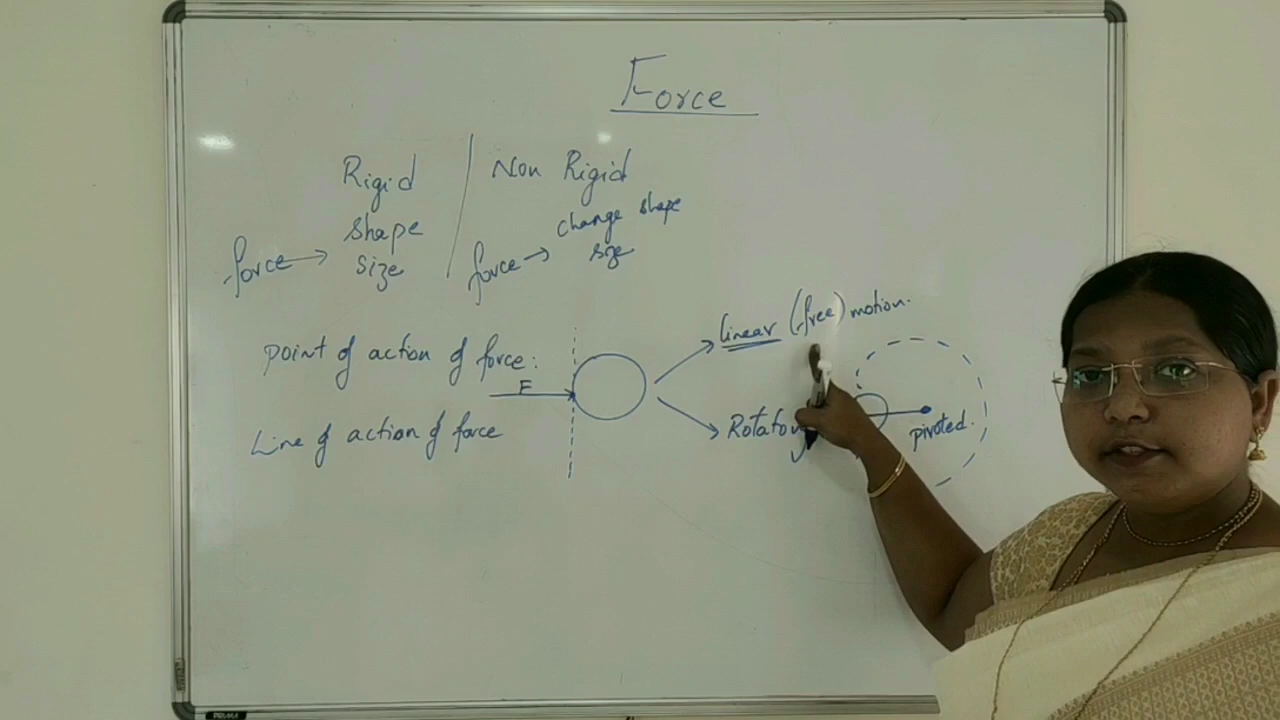 Force
Rigid
shape
size
force →
Non Rigid
change shape
size
force →
point of action of force:
F
Line of action of force
linear (free) motion.
Rotatory
pivoted.